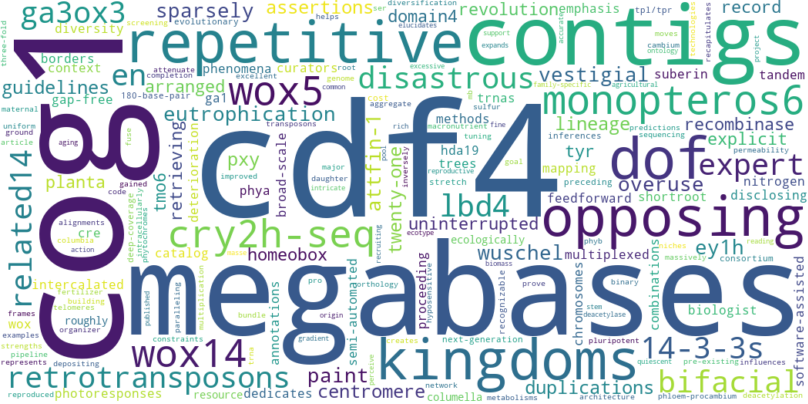 ga3ox3
sparsely
assertions
revolution
emphasis
record
diversity
domain4
repetitive
contigs
cog1
borders
context
en
phenomena
curators
disastrous
vestigial
suberin
tandem
guidelines
arranged
lineage
gap-free
180-base-pair
ga1
wox5
monopteros6
eutrophication
trnas
methods
recombinase
related14
cdf4
dof
expert
explicit
planta
tmo6
retrieving
deterioration
pxy
phya
broad-scale
attfin-1
twenty-one
hda19
trees
tyr
mapping
overuse
nitrogen
stretch
preceding
feedforward
shortroot
disclosing
lbd4
cre
catalog
cry2h-seq
homeobox
uninterrupted
ecologically
opposing
wuschel
multiplexed
ey1h
intercalated
megabases
wox
roughly
organizer
telomeres
building
fertilizer
columbia
action
alignments
deep-coverage
phytochromes
proceeding
recognizable
chromosomes
combinations
consortium
biologist
software-assisted
wox14
kingdoms
14-3-3s
bifacial
retrotransposons
paint
centromere
duplications
annotations
semi-automated
orthology
photoresponses
resource
dedicates
columella
metabolisms
architecture
phloem-procambium
deacetylation
frames
examples
strengths
pipeline
represents
depositing
reproduced
published
paralleling
multiplication
constraints
bundle
gradient
origin
next-generation
network
perceive
creates
influences
pre-existing
quiescent
pluripotent
deacetylase
stem
binary
prove
biomass
hyposensitive
niches
massively
reading
three-fold
maternal
uniform
ground
article
aging
code
gained
fuse
transposons
improved
major
daughter
intricate
inversely
recruiting
ecotype
pool
aggregate
cost
rich
fine
tuning
goal
reproductive
macronutrient
sulfur
common
excellent
genome
root
helps
attenuate
completion
evolutionary
screening
elucidates
excessive
support
expands
family-specific
agricultural
predictions
sequencing
inferences
permeability
project
accurate
ontology
cambium
moves
recapitulates
tpl/tpr
technologies